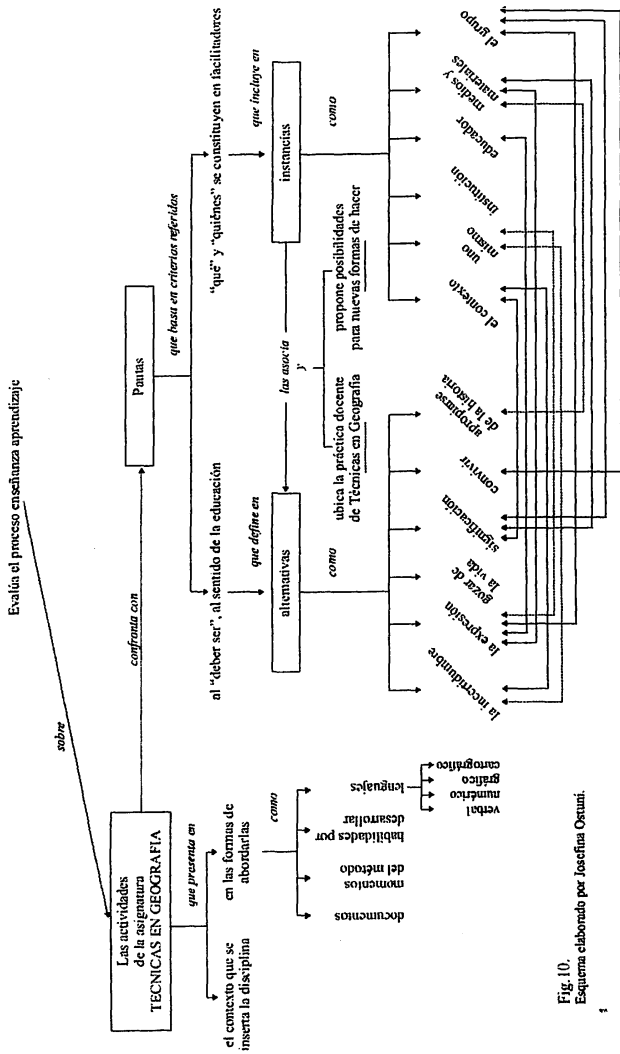 Evalúa el proceso enseñanza aprendizaje
sobre
Las actividades
de la asignatura
TECNICAS EN GEOGRAFIA
confronta con
Pautas
que presenta en
el contexto que se
inserta la disciplina
en las formas de
abordarlas
como
documentos
momentos
del método
habilidades por
desarrollar
lenguajes
verbal
numérico
gráfico
cartográfico
que basa en criterios referidos
al "deber ser", al sentido de la educación
"qué" y "quiénes" se constituyen en facilitadores
que define en
que incluye en
alternativas
instancias
las asocia
y
ubica la práctica docente
de Técnicas en Geografía
propone posibilidades
para nuevas formas de hacer
como
como
la incertidumbre
la expresión
gozar de
la vida
significación
convivir
apropiarse
de la historia
el contexto
uno
mismo
institución
educador
medios y
materiales
el grupo
Fig.10.
Esquema elaborado por Josefina Ostuni.